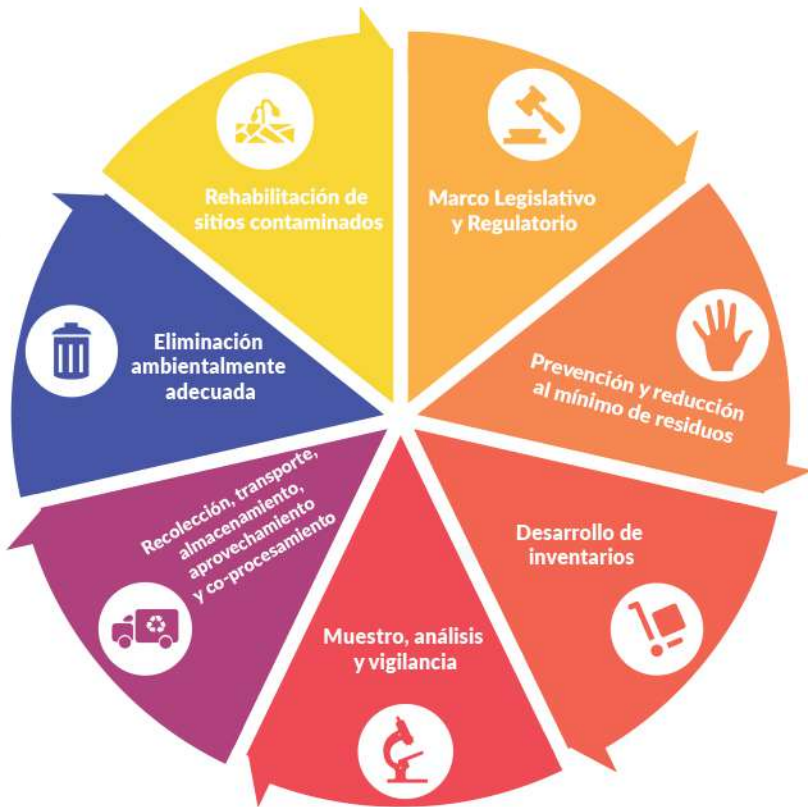 Marco Legislativo
y Regulatorio
Prevención y reducción
al mínimo de residuos
Desarrollo de
inventarios
Muestro, análisis
y vigilancia
Recolección, transporte,
almacenamiento,
aprovechamiento
y co-procesamiento
Eliminación
ambientalmente
adecuada
Rehabilitación de
sitios contaminados